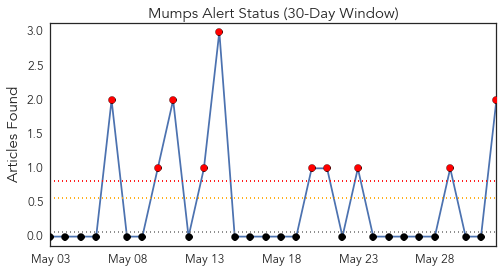 Mumps Alert Status (30-Day Window)
Articles Found
3.0
2.5
2.0
1.5
1.0
0.5
0.0
May 03
May 08
May 13
May 18
May 23
May 28